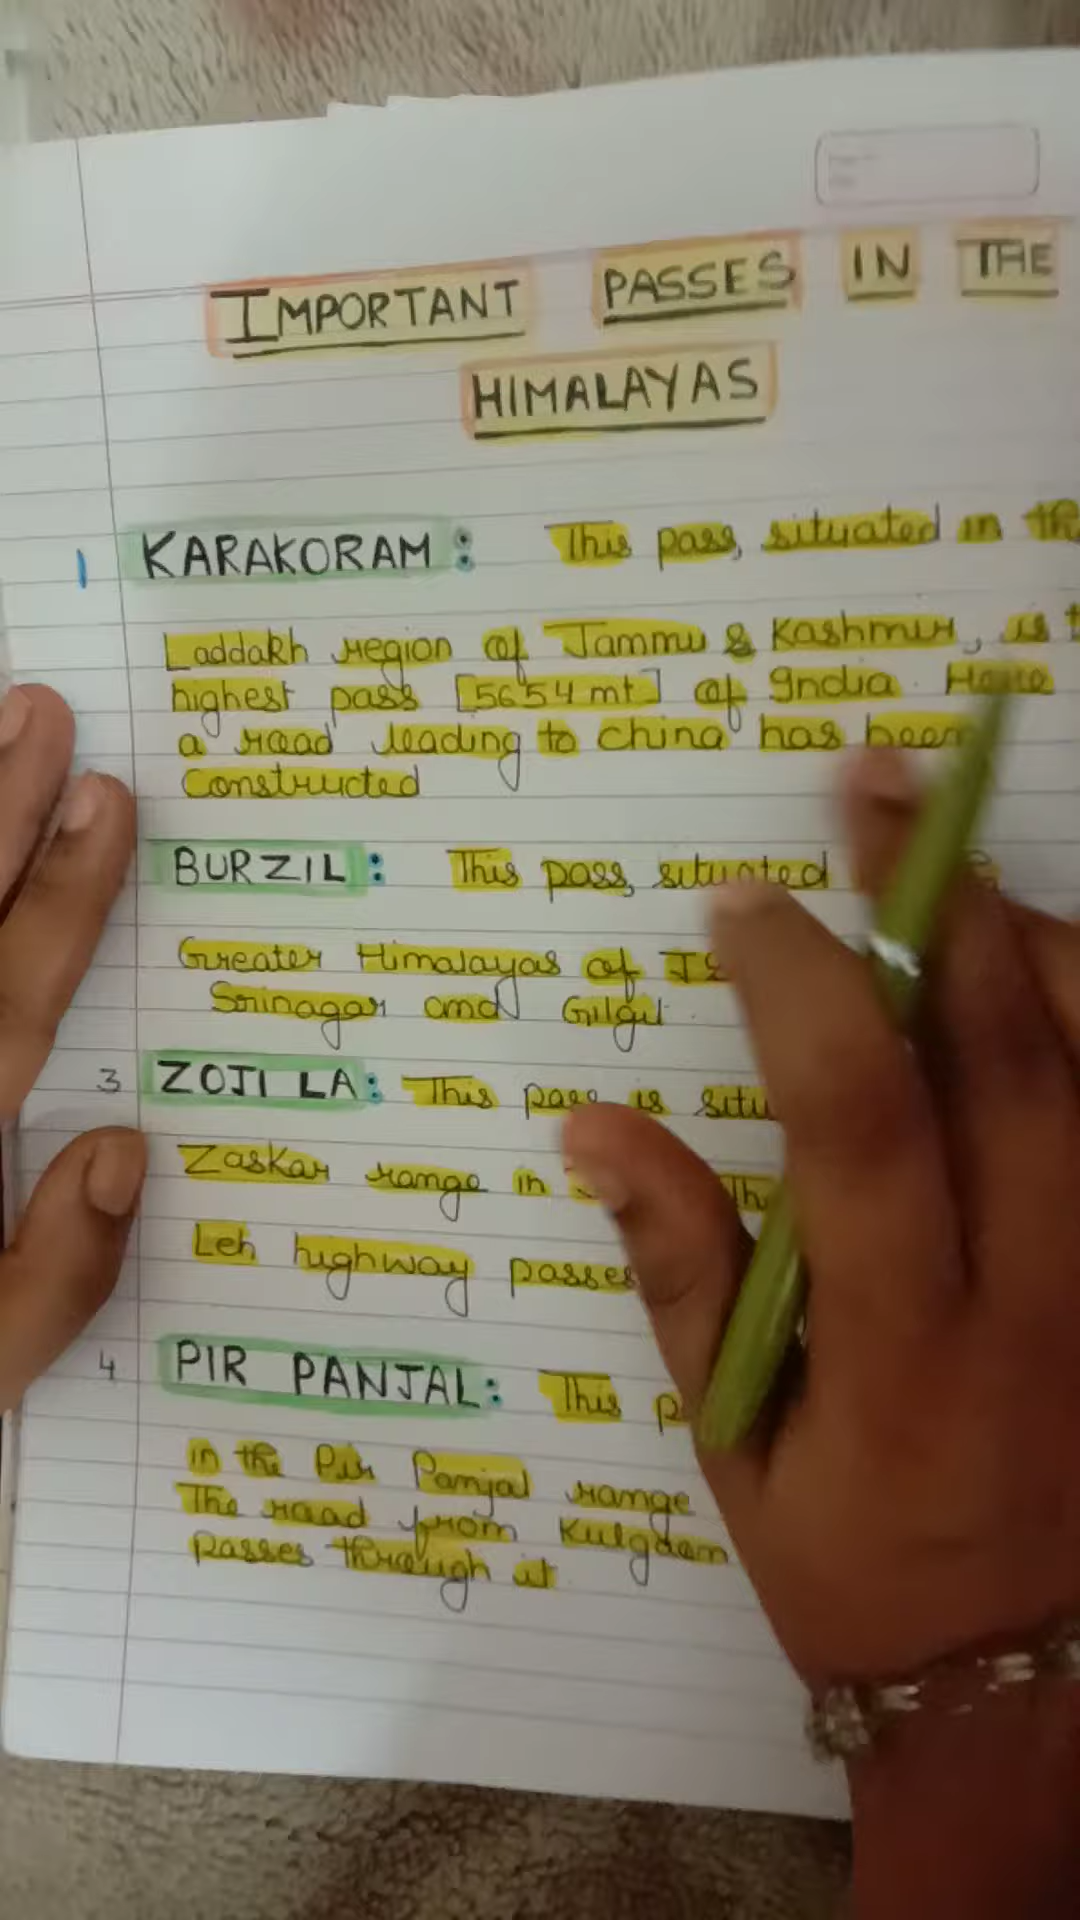 IMPORTANT PASSES IN THE
HIMALAYAS
1 KARAKORAM: This pass, situated in the
Laddakh region of Jammu & Kashmir, is
highest pass [5654 mt] of India. Here
a road leading to china has been
Constructed
BURZIL: This pass, situated
Greater Himalayas of J&
Srinagar and Gilgit.
3 ZOJI LA: This pass is situ
Zaskar range in Th
Leh highway passes
4 PIR PANJAL: This p
in the Pir Panjal range
The road from Kulgaam
passes through it